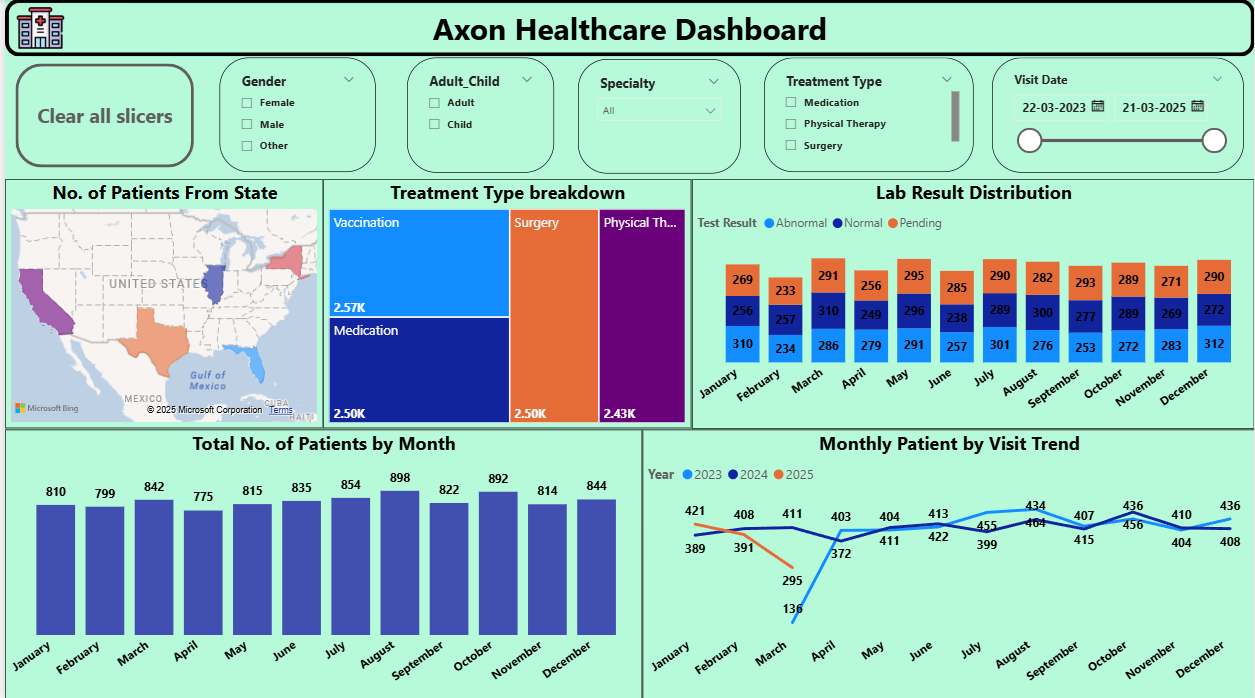 Axon Healthcare Dashboard
Clear all slicers
Gender
Female
Male
Other
Adult_Child
Adult
Child
Specialty
All
Treatment Type
Medication
Physical Therapy
Surgery
Visit Date
22-03-2023 21-03-2025
No. of Patients From State
UNITED STATES
Gulf of
Mexico
MEXICO
CUBA
HAITI
Microsoft Bing
© 2025 Microsoft Corporation Terms
Treatment Type breakdown
Vaccination
2.57K
Medication
2.50K
Surgery
2.50K
Physical Th...
2.43K
Lab Result Distribution
Test Result Abnormal Normal Pending
269 233 291 256 295 285 290 282 293 289 271 290
256 257 310 249 296 238 289 300 277 289 269 272
310 234 286 279 291 257 301 276 253 272 283 312
January February March April May June July August September October November December
Total No. of Patients by Month
810 799 842 775 815 835 854 898 822 892 814 844
January February March April May June July August September October November December
Monthly Patient by Visit Trend
Year 2023 2024 2025
421 408 411 403 404 413 455 434 407 436 410 436
389 391 295 372 411 422 399 464 415 456 404 408
136
January February March April May June July August September October November December